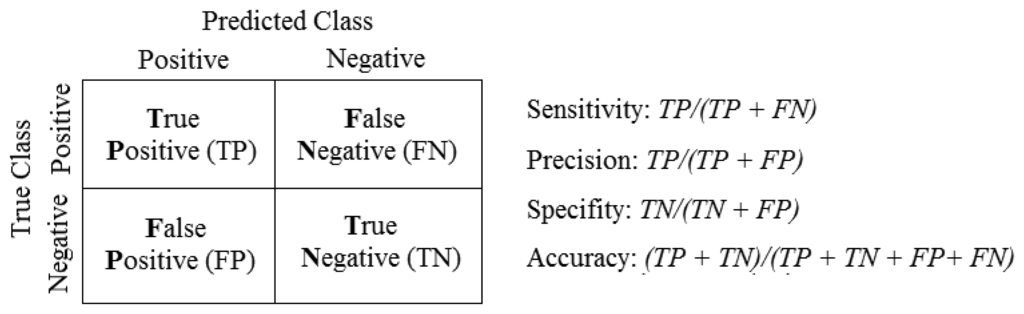 Predicted Class
Positive
Negative
True Class
Positive
Negative
True
Positive (TP)
False
Negative (FN)
False
Positive (FP)
True
Negative (TN)
Sensitivity: TP/(TP + FN)
Precision: TP/(TP + FP)
Specifity: TN/(TN + FP)
Accuracy: (TP + TN)/(TP + TN + FP+ FN)